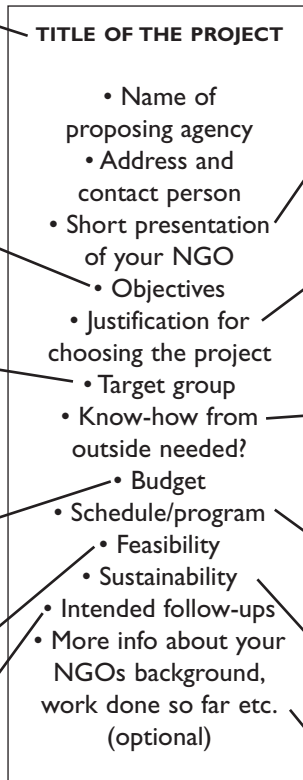 TITLE OF THE PROJECT
• Name of
proposing agency
• Address and
contact person
• Short presentation
of your NGO
• Objectives
• Justification for
choosing the project
• Target group
• Know-how from
outside needed?
• Budget
• Schedule/program
• Feasibility
• Sustainability
• Intended follow-ups
• More info about your
NGOs background,
work done so far etc.
(optional)